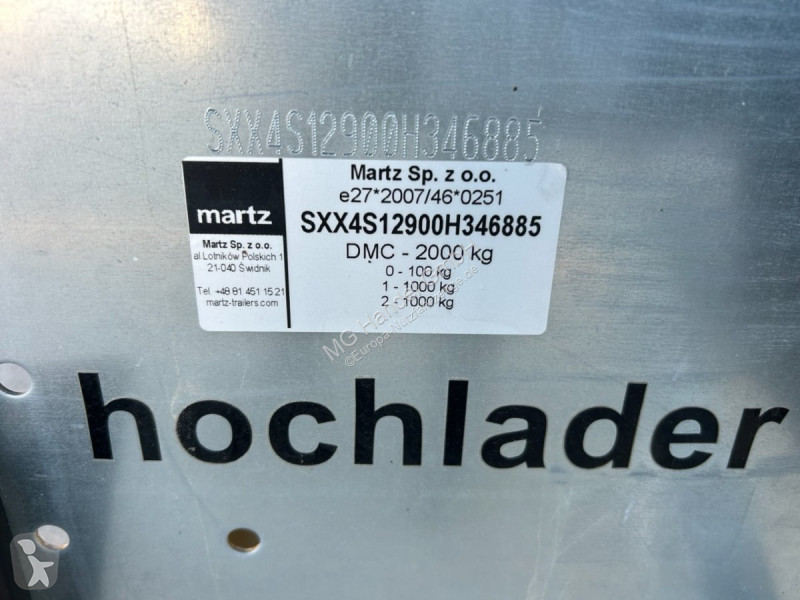 SXX4S12900H346885
martz
Martz Sp. z o.o.
al.Lotników Polskich 1
21-040 Świdnik
Tel. +48 81 451 15 21
martz-trailers.com
Martz Sp. z o.o.
e27*2007/46*0251
SXX4S12900H346885
DMC - 2000 kg
0 - 100 kg
1 - 1000 kg
2 - 1000 kg
hochlader